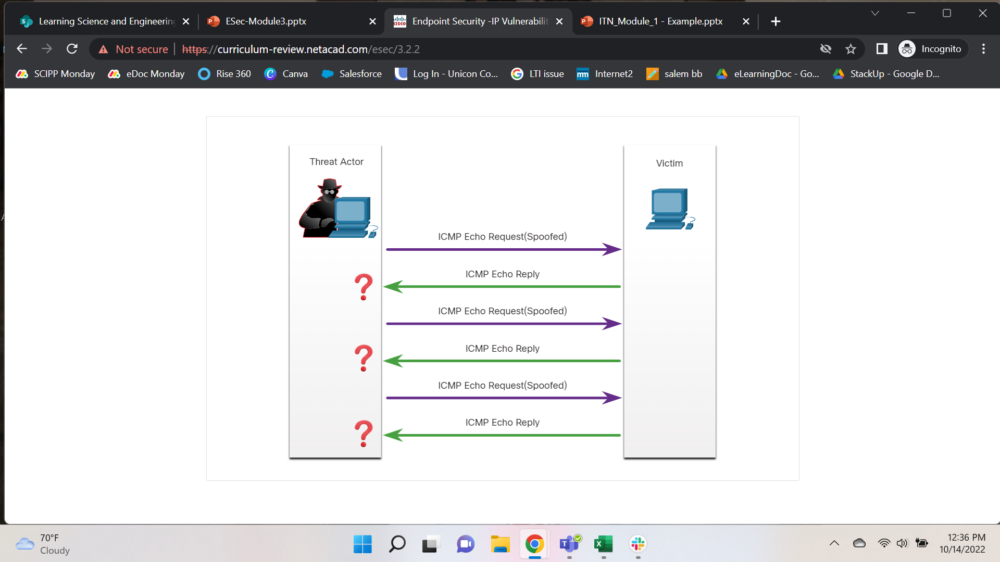 Learning Science and Engineering
ESec-Module3.pptx
Endpoint Security -IP Vulnerabilit
ITN_Module_1 - Example.pptx
Not secure
https://curriculum-review.netacad.com/esec/3.2.2
Incognito
SCIPP Monday
eDoc Monday
Rise 360
Canva
Salesforce
Log In - Unicon Co...
LTI issue
Internet2
salem bb
eLearningDoc - Go...
StackUp - Google D...
Threat Actor
Victim
ICMP Echo Request(Spoofed)
?
ICMP Echo Reply
ICMP Echo Request(Spoofed)
?
ICMP Echo Reply
ICMP Echo Request(Spoofed)
?
ICMP Echo Reply
70°F
Cloudy
12:36 PM
10/14/2022